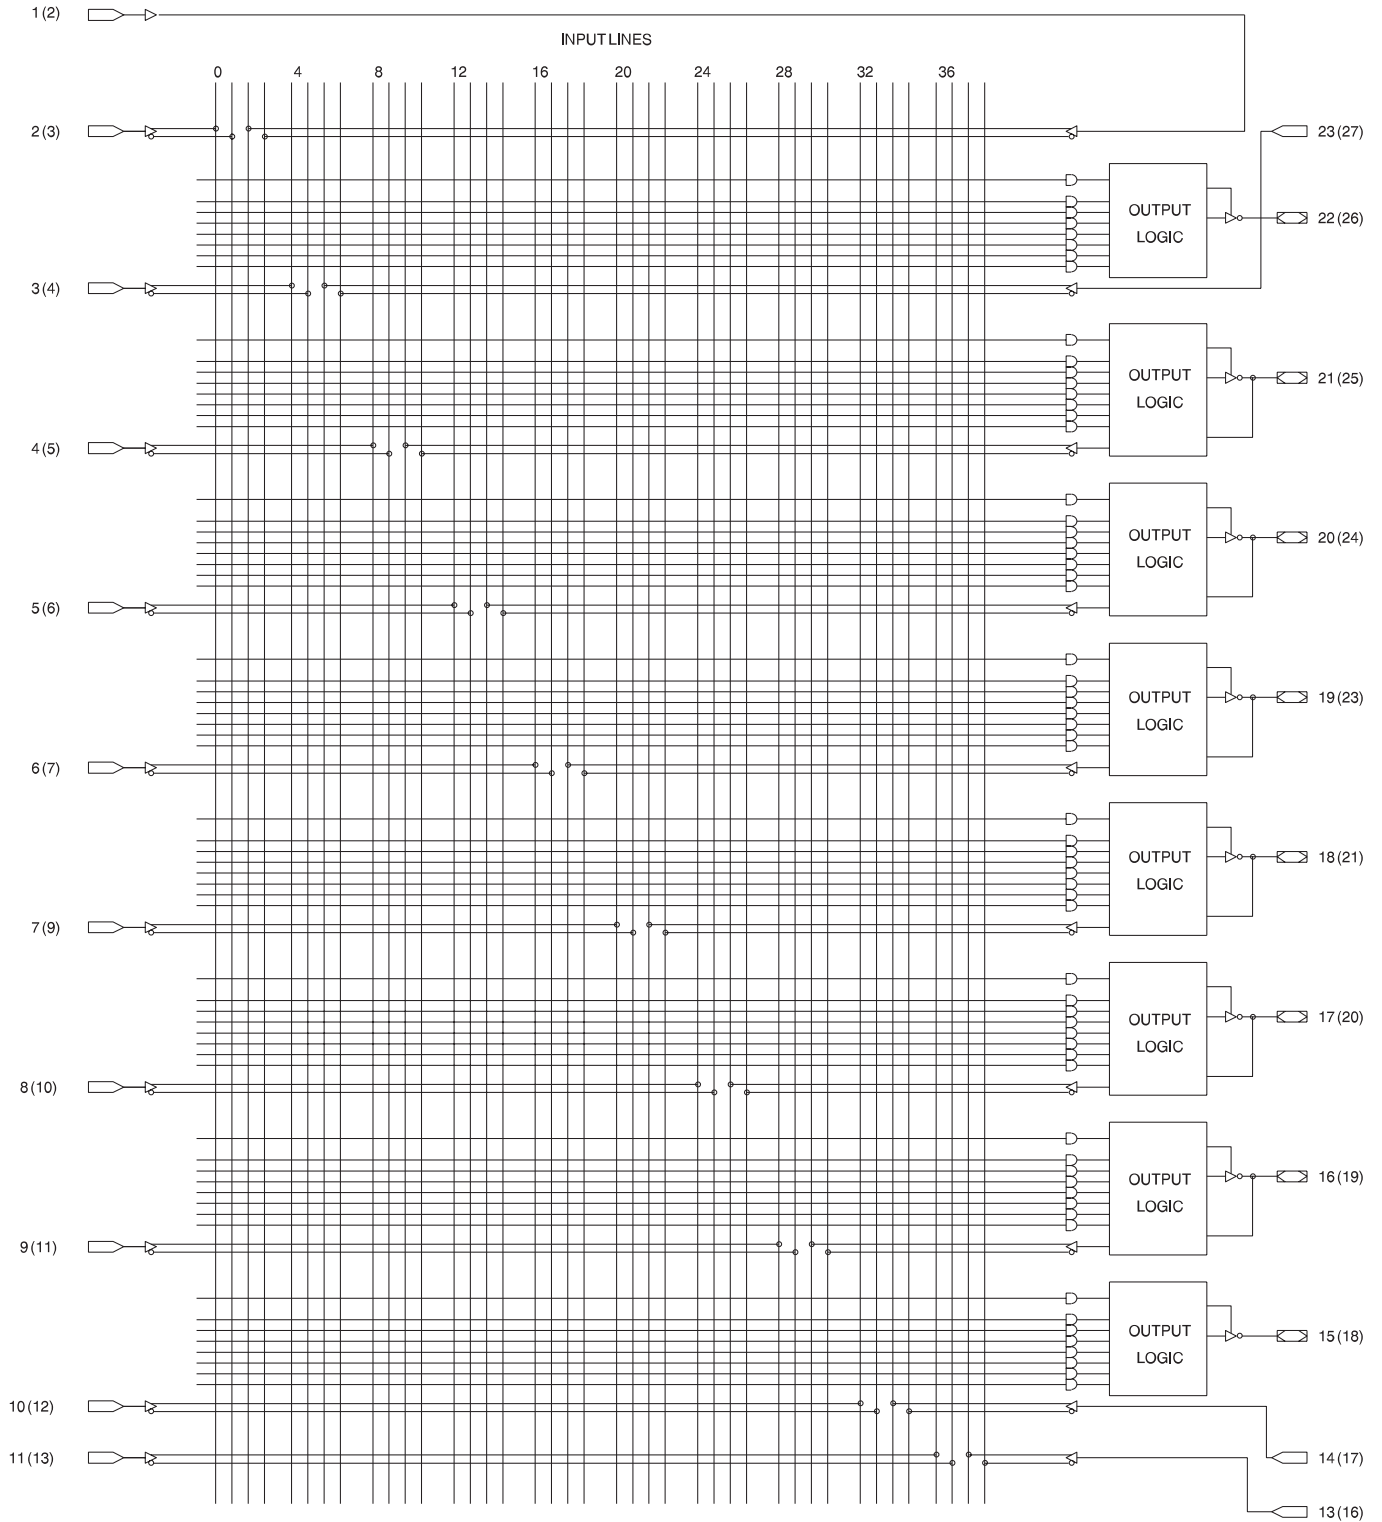 1 (2)
INPUT LINES
0 4 8 12 16 20 24 28 32 36
2 (3)
23 (27)
OUTPUT
LOGIC
22 (26)
3 (4)
OUTPUT
LOGIC
21 (25)
4 (5)
OUTPUT
LOGIC
20 (24)
5 (6)
OUTPUT
LOGIC
19 (23)
6 (7)
OUTPUT
LOGIC
18 (21)
7 (9)
OUTPUT
LOGIC
17 (20)
8 (10)
OUTPUT
LOGIC
16 (19)
9 (11)
OUTPUT
LOGIC
15 (18)
10 (12)
11 (13)
14 (17)
13 (16)